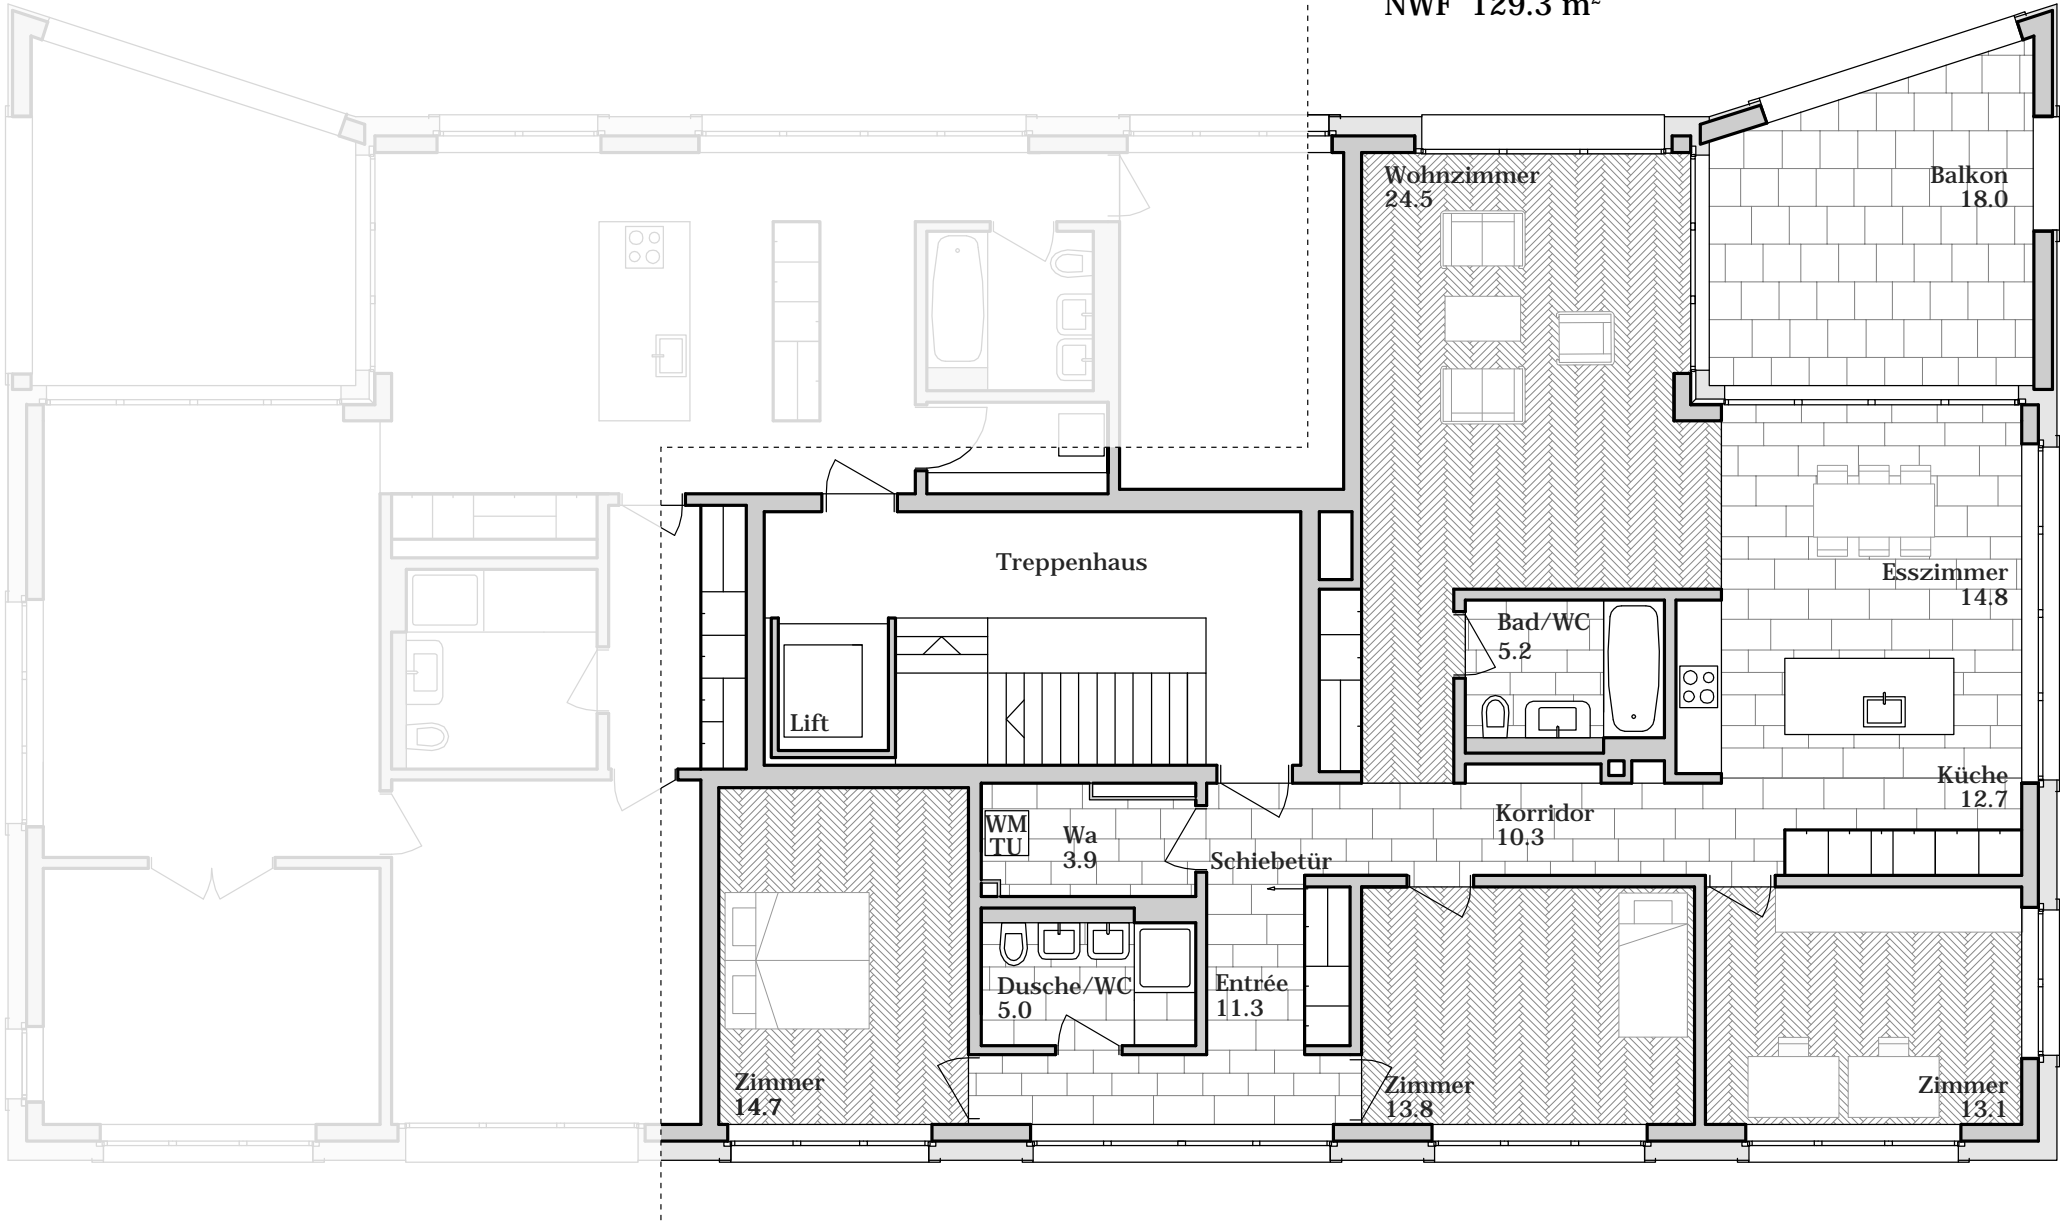 NWF 129.3 m²
Wohnzimmer
24.5
Balkon
18.0
Treppenhaus
Esszimmer
14.8
Bad/WC
5.2
Lift
Küche
12.7
Korridor
10.3
WM
TU
Wa
3.9
Schiebetür
Dusche/WC
5.0
Entrée
11.3
Zimmer
14.7
Zimmer
13.8
Zimmer
13.1